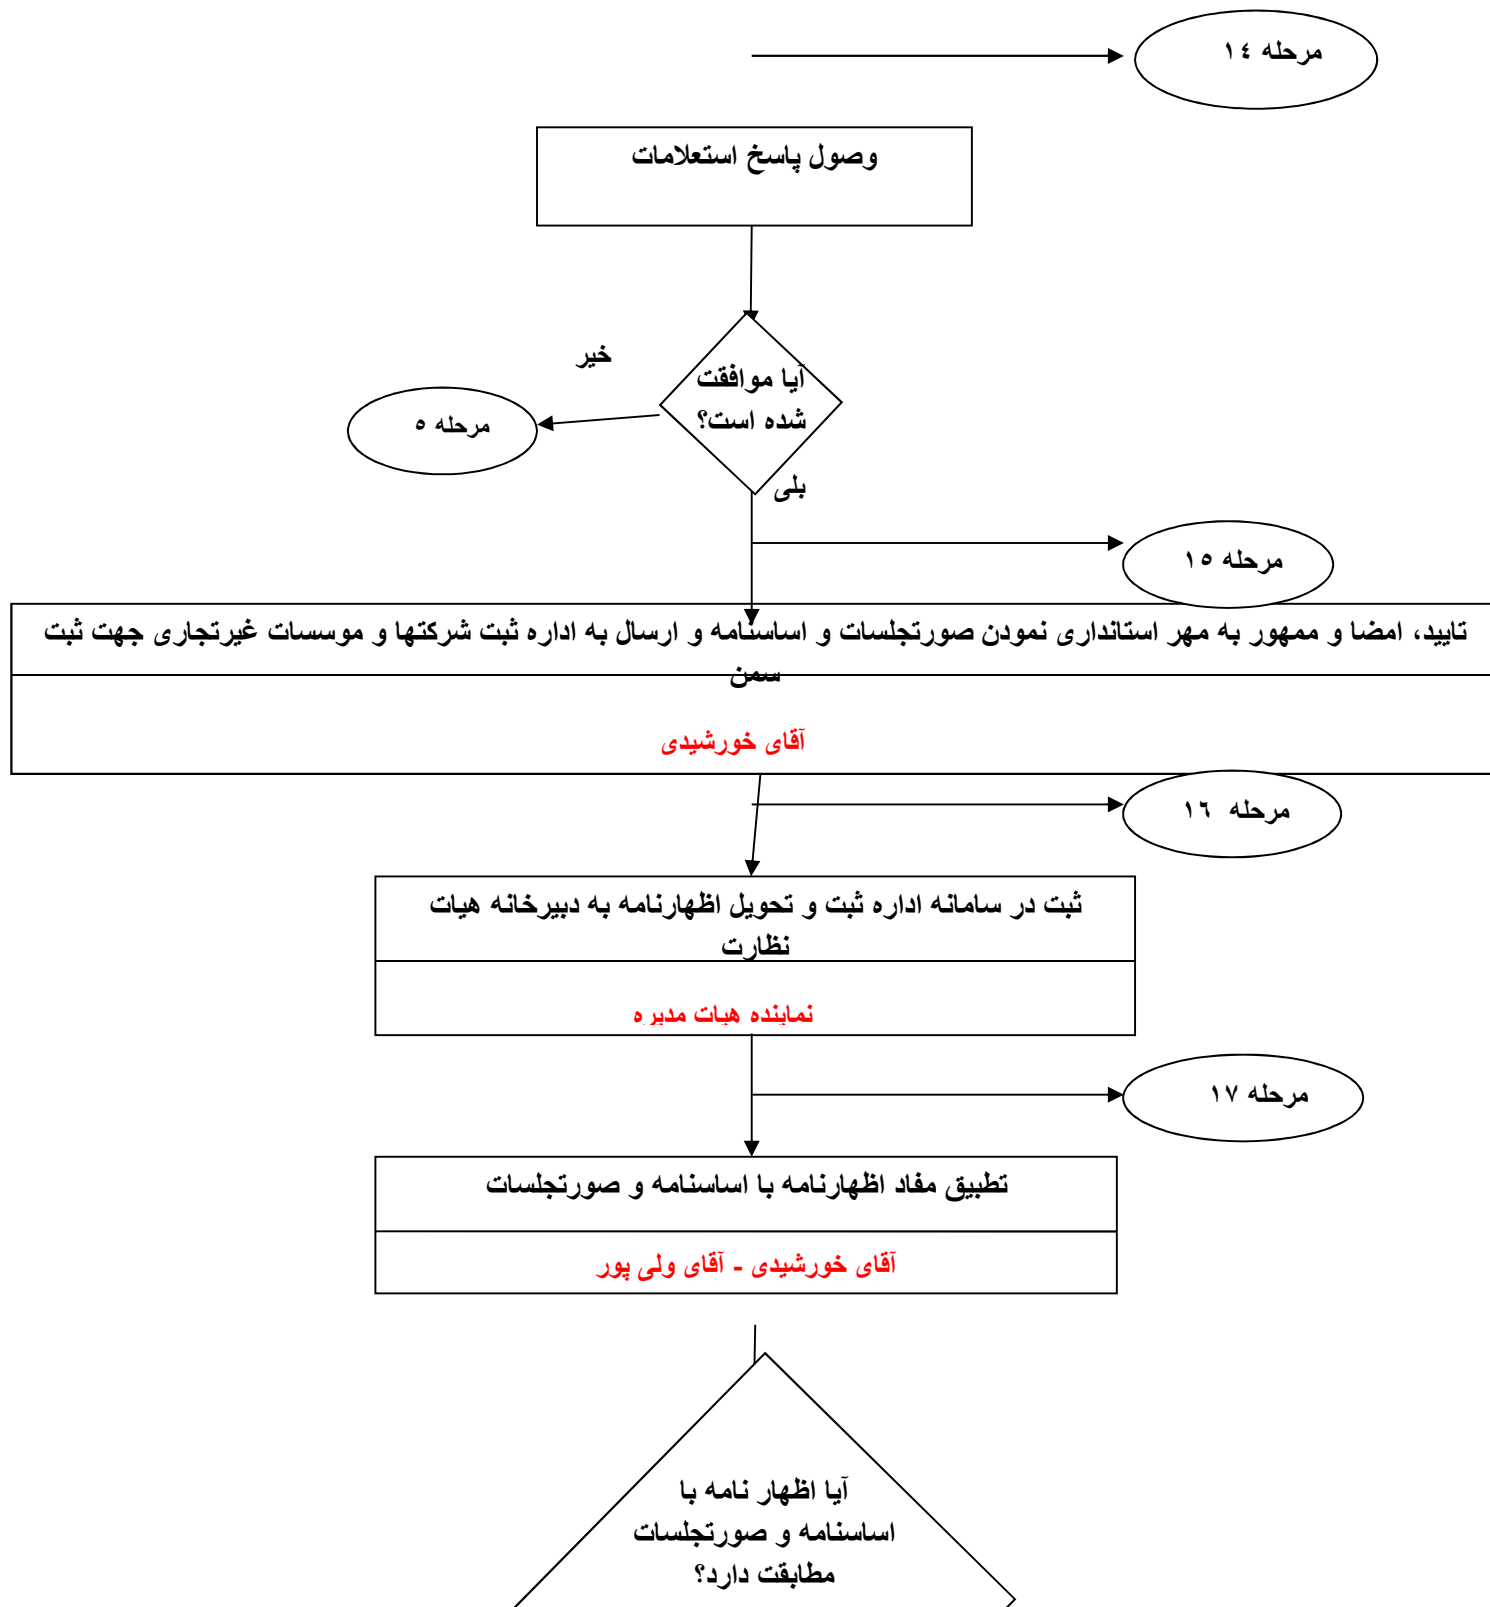 مرحله ١٤
وصول پاسخ استعلامات
خیر
آیا موافقت
شده است؟
مرحله ٥
بلی
مرحله ١٥
تایید، امضا و ممهور به مهر استانداری نمودن صورتجلسات و اساسنامه و ارسال به اداره ثبت شرکتها و موسسات غیرتجاری جهت ثبت
سمن
آقای خورشیدی
مرحله ١٦
ثبت در سامانه اداره ثبت و تحویل اظهارنامه به دبیرخانه هیات
نظارت
نماینده هیات مدیره
مرحله ١٧
تطبیق مفاد اظهارنامه با اساسنامه و صورتجلسات
آقای خورشیدی - آقای ولی پور
آیا اظهار نامه با
اساسنامه و صورتجلسات
مطابقت دارد؟